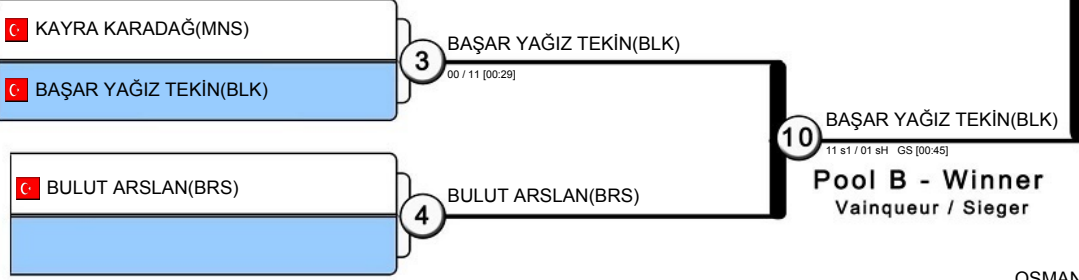 KAYRA KARADAĞ(MNS)
BAŞAR YAĞIZ TEKİN(BLK)
3
BAŞAR YAĞIZ TEKİN(BLK)
00 / 11 [00:29]
BULUT ARSLAN(BRS)
4
BULUT ARSLAN(BRS)
10
BAŞAR YAĞIZ TEKİN(BLK)
11 s1 / 01 sH GS [00:45]
Pool B - Winner
Vainqueur / Sieger
OSMAN